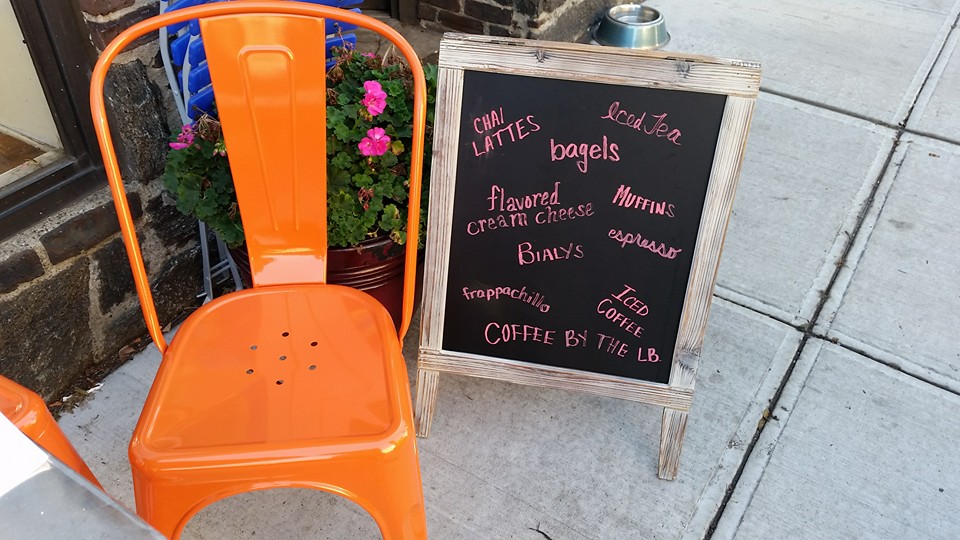 CHAI
LATTES
Iced Tea
bagels
flavored
cream cheese
MUFFINS
BIALYS
espresso
frappachillo
ICED
COFFEE
COFFEE BY THE LB.